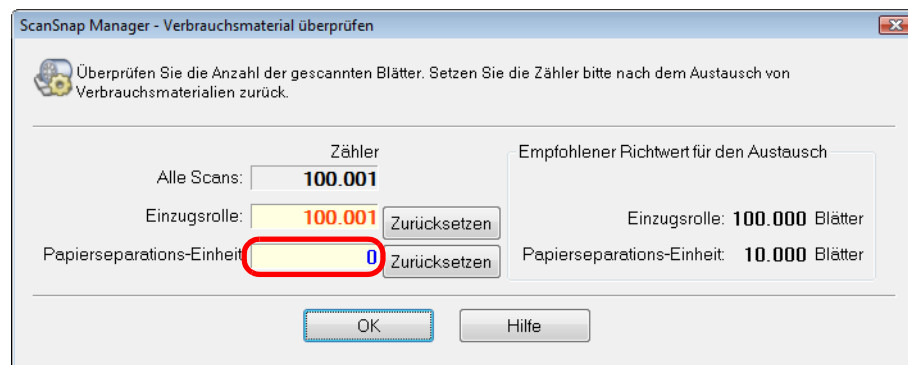 ScanSnap Manager - Verbrauchsmaterial überprüfen
Überprüfen Sie die Anzahl der gescannten Blätter. Setzen Sie die Zähler bitte nach dem Austausch von
Verbrauchsmaterialien zurück.
Zähler
Alle Scans: 100.001
Einzugsrolle: 100.001 Zurücksetzen
Papierseparations-Einheit 0 Zurücksetzen
Empfohlener Richtwert für den Austausch
Einzugsrolle: 100.000 Blätter
Papierseparations-Einheit: 10.000 Blätter
OK Hilfe